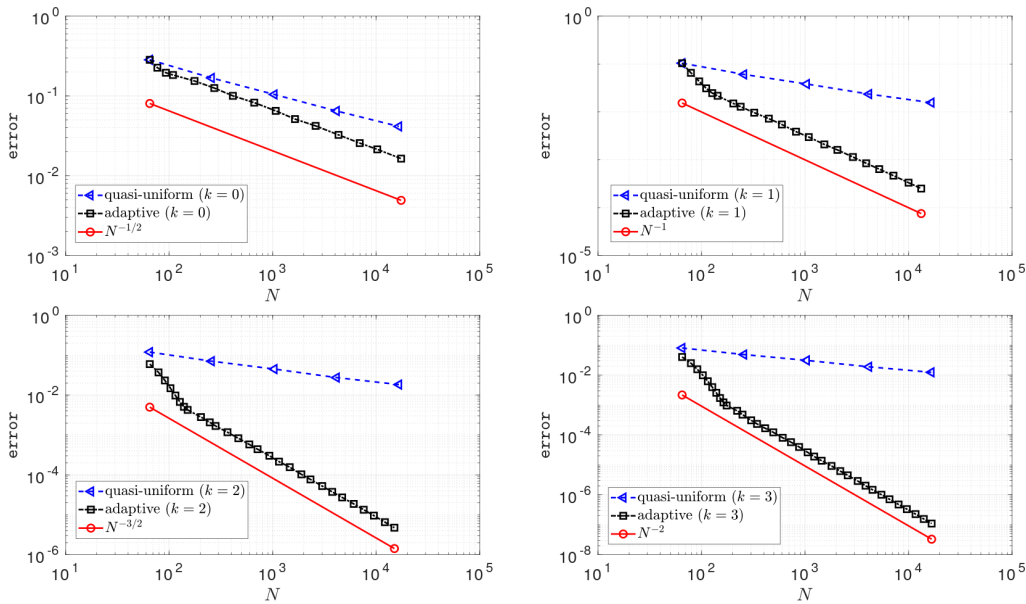 10^0
10^-1
10^-2
10^-3
error
10^1
10^2
10^3
10^4
10^5
N
quasi-uniform (k = 0)
adaptive (k = 0)
N^{-1/2}
10^0
10^-5
error
10^1
10^2
10^3
10^4
10^5
N
quasi-uniform (k = 1)
adaptive (k = 1)
N^{-1}
10^0
10^-2
10^-4
10^-6
error
10^1
10^2
10^3
10^4
10^5
N
quasi-uniform (k = 2)
adaptive (k = 2)
N^{-3/2}
10^0
10^-2
10^-4
10^-6
10^-8
error
10^1
10^2
10^3
10^4
10^5
N
quasi-uniform (k = 3)
adaptive (k = 3)
N^{-2}